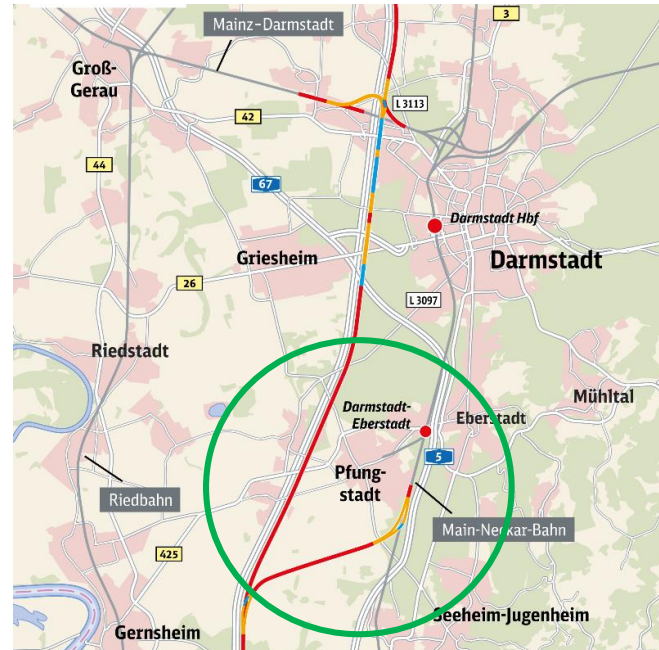 Mainz-Darmstadt
3
Groß-
Gerau
L 3113
42
44
67
Darmstadt Hbf
Griesheim
Darmstadt
26
L 3097
Riedstadt
Mühltal
Darmstadt-
Eberstadt
Eberstadt
5
Pfung-
stadt
Riedbahn
Main-Neckar-Bahn
425
Seeheim-Jugenheim
Gernsheim